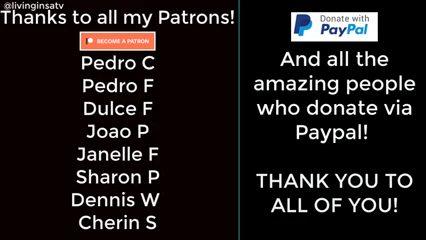 @livinginsatv
Thanks to all my Patrons!
BECOME A PATRON
Pedro C
Pedro F
Dulce F
Joao P
Janelle F
Sharon P
Dennis W
Cherin S
Donate with
PayPal
And all the
amazing people
who donate via
Paypal!
THANK YOU TO
ALL OF YOU!